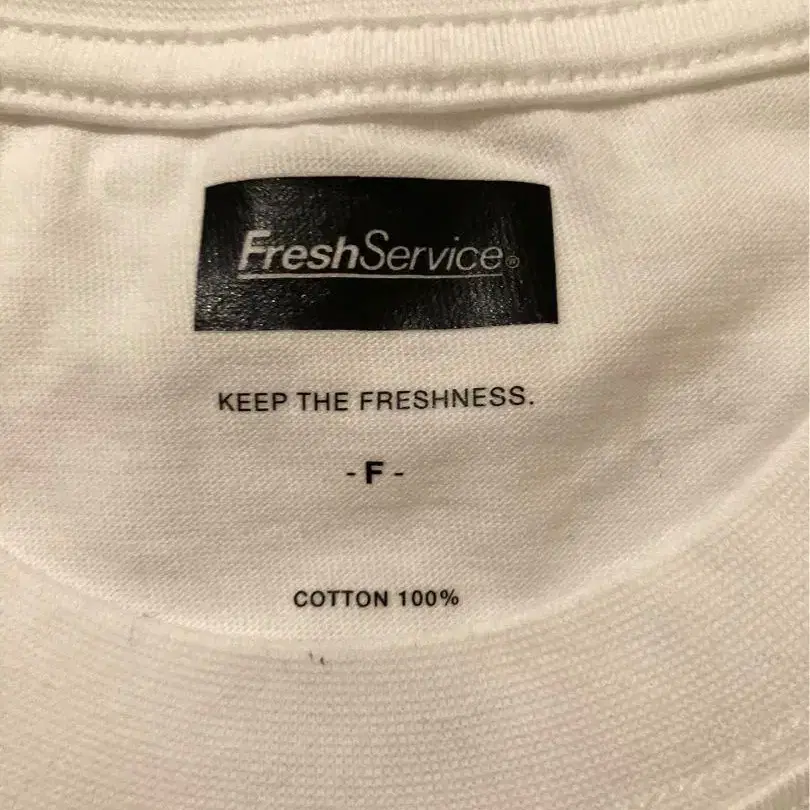 FreshService®
KEEP THE FRESHNESS.
- F -
COTTON 100%